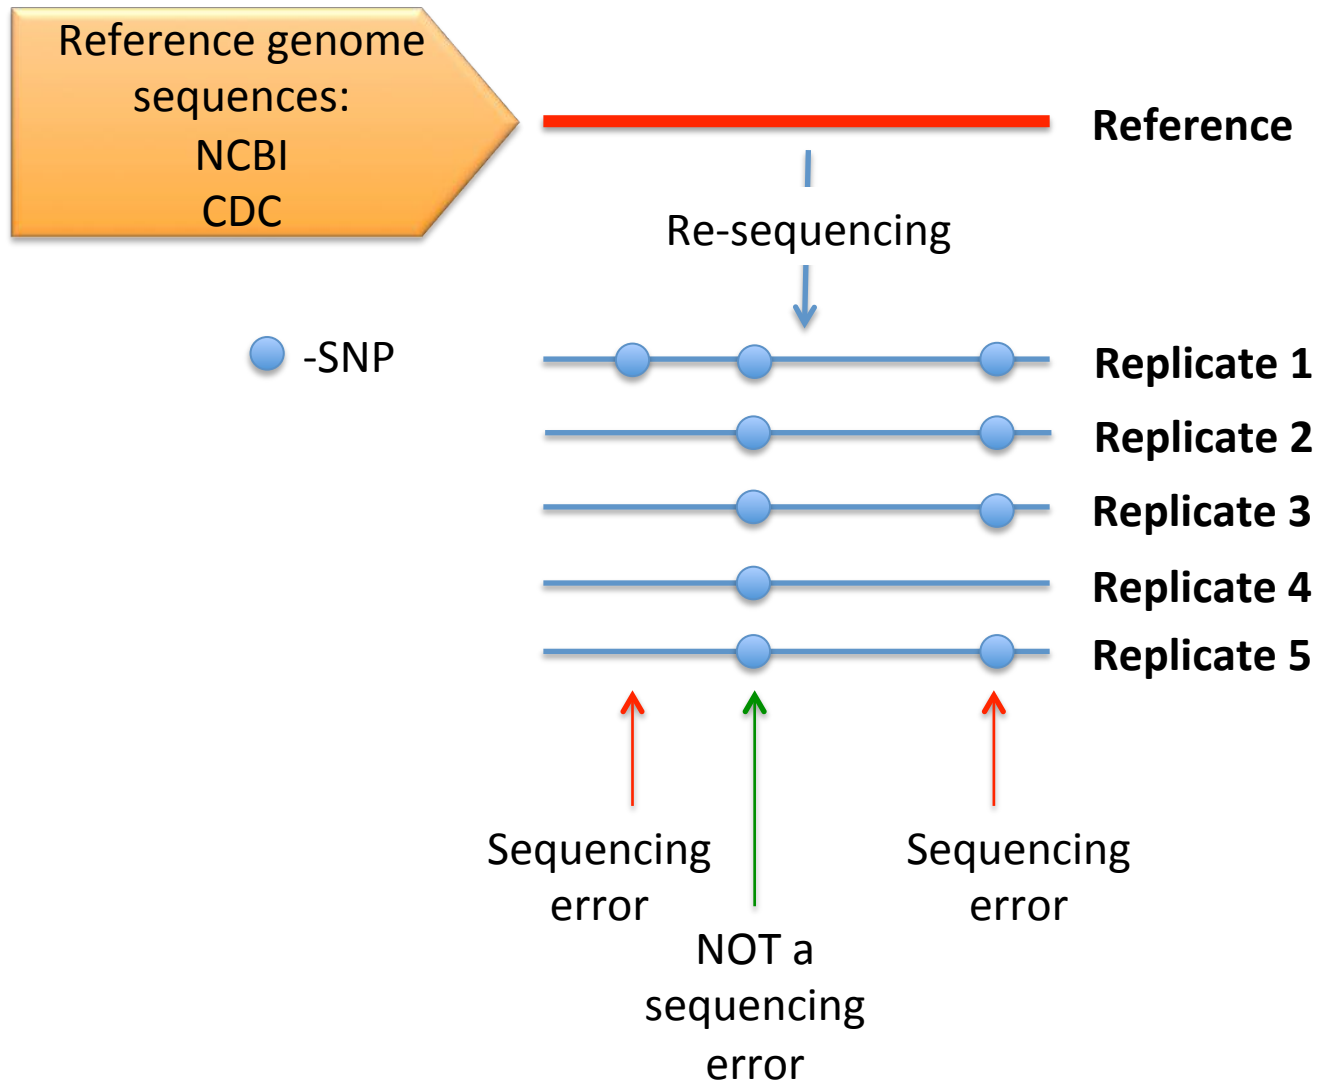 Reference genome
sequences:
NCBI
CDC
Reference
Re-sequencing
-SNP
Replicate 1
Replicate 2
Replicate 3
Replicate 4
Replicate 5
Sequencing
error
NOT a
sequencing
error
Sequencing
error